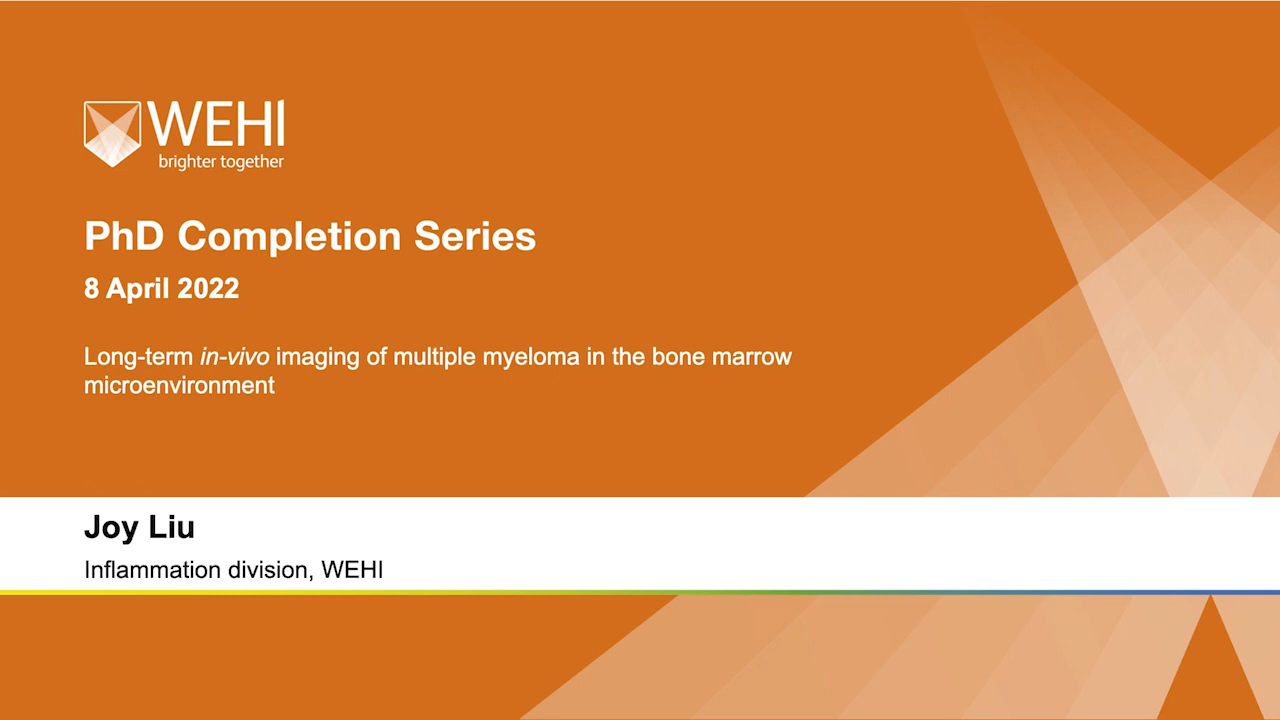 WEHI
brighter together
PhD Completion Series
8 April 2022
Long-term in-vivo imaging of multiple myeloma in the bone marrow
microenvironment
Joy Liu
Inflammation division, WEHI